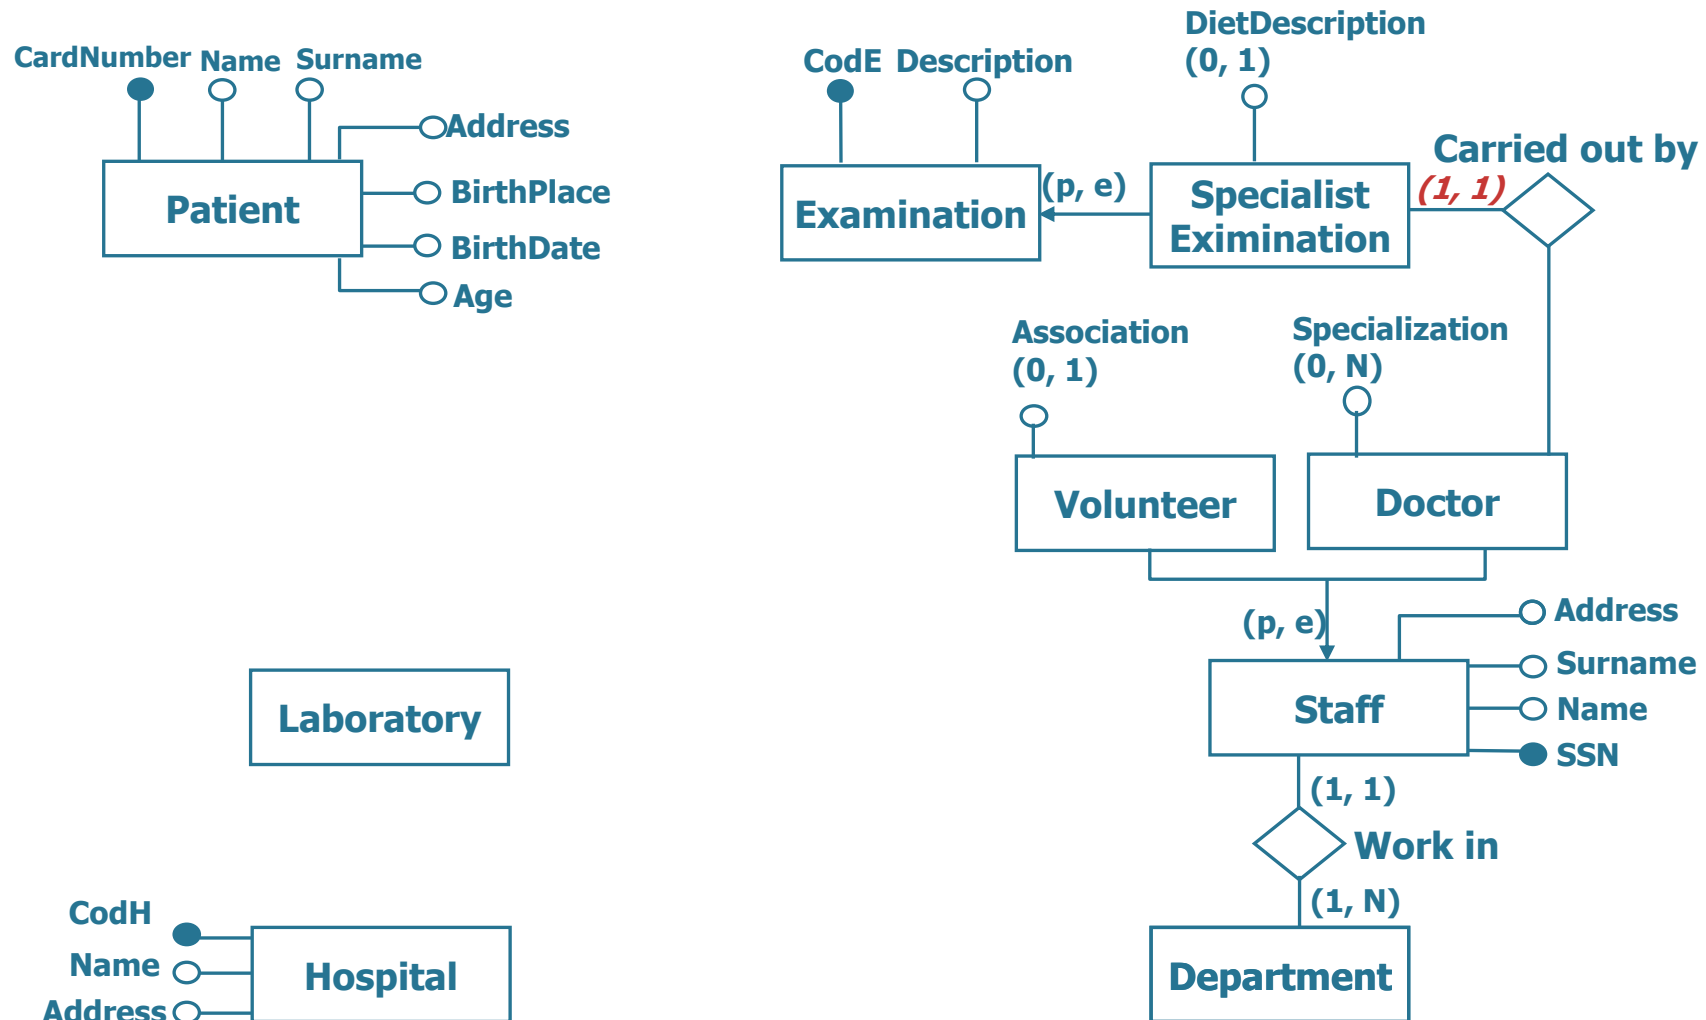 CardNumber
Name
Surname
Address
Patient
BirthPlace
BirthDate
Age
CodE
Description
DietDescription
(0, 1)
Examination
(p, e)
Specialist
Eximination
(1, 1)
Carried out by
Association
(0, 1)
Specialization
(0, N)
Volunteer
Doctor
(p, e)
Address
Surname
Name
SSN
Staff
Laboratory
(1, 1)
Work in
(1, N)
CodH
Name
Address
Hospital
Department